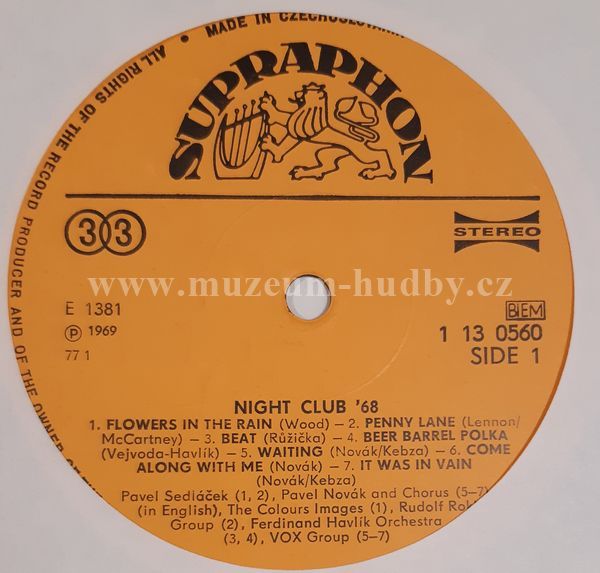 MADE IN
ALL RIGHTS OF THE RECORD PRODUCER AND OF THE OWNER
SUPRAPHON
33
STEREO
www.muzeum-hudby.cz
E 1381
P 1969
77 1
BIEM
1 13 0560
SIDE 1
NIGHT CLUB '68
1. FLOWERS IN THE RAIN (Wood) – 2. PENNY LANE (Lennon/
McCartney) – 3. BEAT (Růžička) – 4. BEER BARREL POLKA
(Vejvoda-Havlík) – 5. WAITING (Novák/Kebza) – 6. COME
ALONG WITH ME (Novák) – 7. IT WAS IN VAIN
(Novák/Kebza)
Pavel Sedláček (1, 2), Pavel Novák and Chorus (5–7)
(in English), The Colours Images (1), Rudolf
Group (2), Ferdinand Havlík Orchestra
(3, 4), VOX Group (5–7)